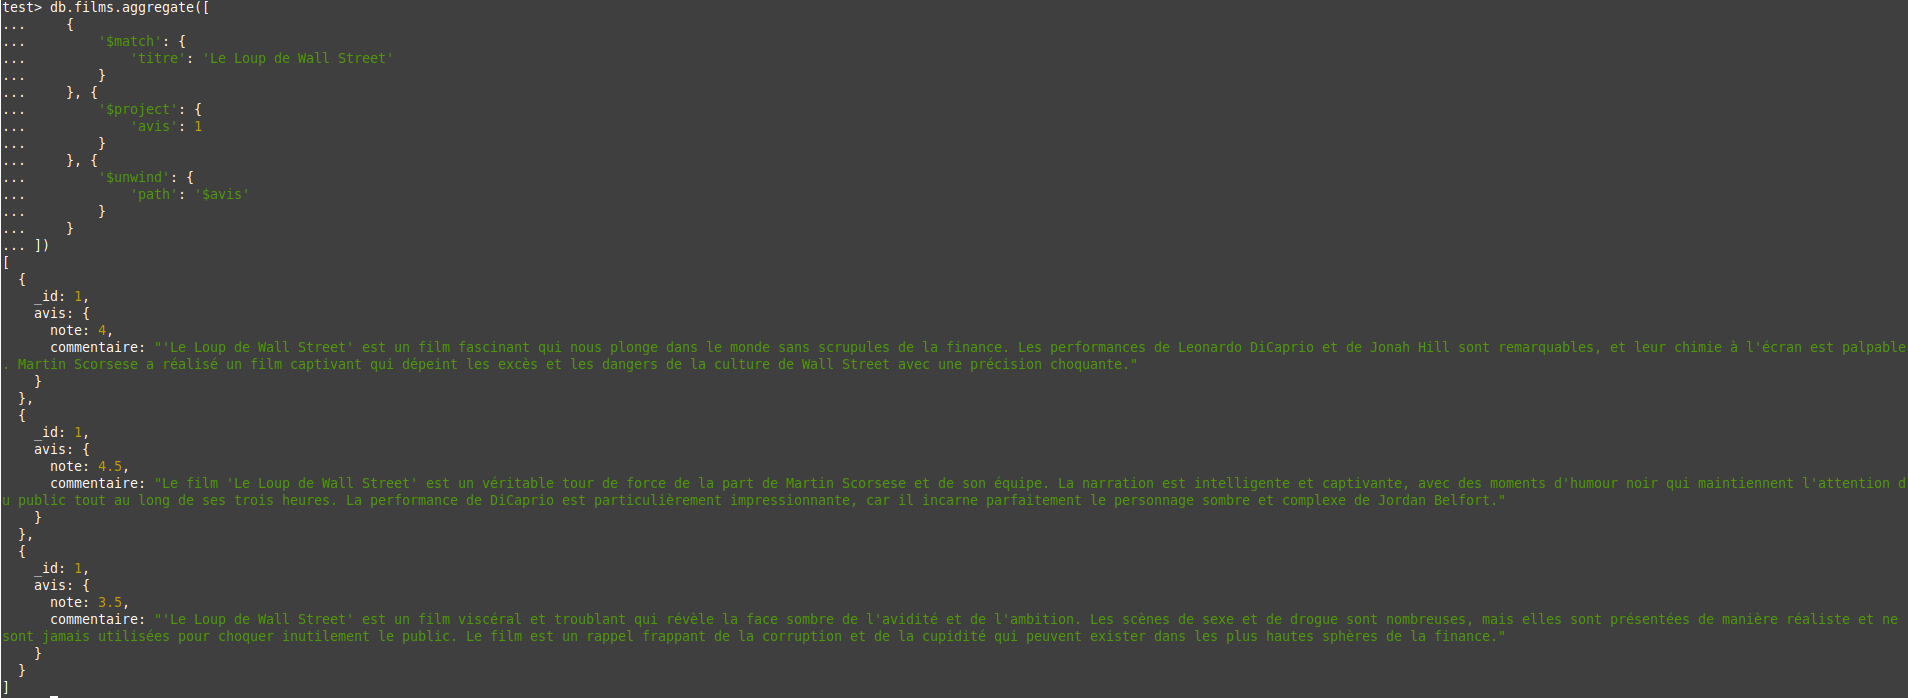 test> db.films.aggregate([
...     {
...         '$match': {
...             'titre': 'Le Loup de Wall Street'
...         }
...     }, {
...         '$project': {
...             'avis': 1
...         }
...     }, {
...         '$unwind': {
...             'path': '$avis'
...         }
...     }
... ])
[
  {
    _id: 1,
    avis: {
      note: 4,
      commentaire: "'Le Loup de Wall Street' est un film fascinant qui nous plonge dans le monde sans scrupules de la finance. Les performances de Leonardo DiCaprio et de Jonah Hill sont remarquables, et leur chimie à l'écran est palpable
. Martin Scorsese a réalisé un film captivant qui dépeint les excès et les dangers de la culture de Wall Street avec une précision choquante."
    }
  },
  {
    _id: 1,
    avis: {
      note: 4.5,
      commentaire: "Le film 'Le Loup de Wall Street' est un véritable tour de force de la part de Martin Scorsese et de son équipe. La narration est intelligente et captivante, avec des moments d'humour noir qui maintiennent l'attention d
u public tout au long de ses trois heures. La performance de DiCaprio est particulièrement impressionnante, car il incarne parfaitement le personnage sombre et complexe de Jordan Belfort."
    }
  },
  {
    _id: 1,
    avis: {
      note: 3.5,
      commentaire: "'Le Loup de Wall Street' est un film viscéral et troublant qui révèle la face sombre de l'avidité et de l'ambition. Les scènes de sexe et de drogue sont nombreuses, mais elles sont présentées de manière réaliste et ne
sont jamais utilisées pour choquer inutilement le public. Le film est un rappel frappant de la corruption et de la cupidité qui peuvent exister dans les plus hautes sphères de la finance."
    }
  }
]